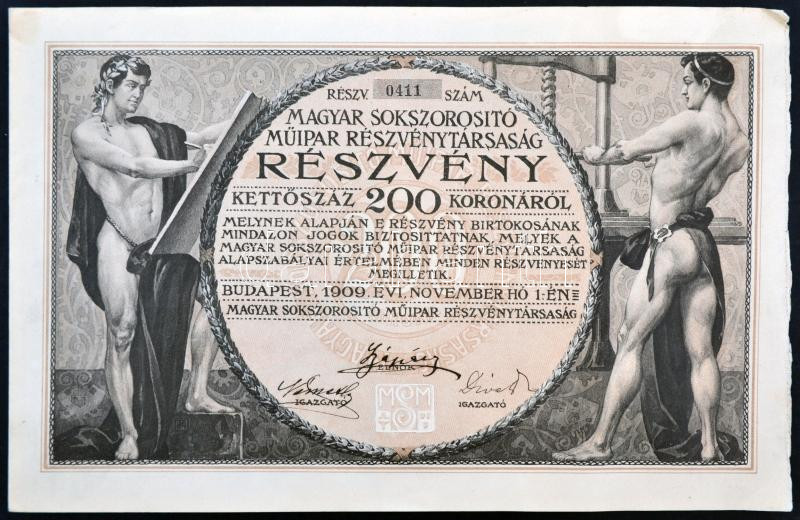 RÉSZV. 0411 SZÁM
MAGYAR SOKSZOROSITÓ
MŰIPAR RÉSZVÉNYTÁRSASÁG
RÉSZVÉNY
KETTŐSZÁZ 200 KORONÁRÓL
MELYNEK ALAPJÁN E RÉSZVÉNY BIRTOKOSÁNAK
MINDAZON JOGOK BIZTOSITTATNAK, MELYEK A
MAGYAR SOKSZOROSITÓ MŰIPAR RÉSZVÉNYTÁRSASÁG
ALAPSZABÁLYAI ÉRTELMÉBEN MINDEN RÉSZVÉNYESÉT
MEGILLETIK.
BUDAPEST, 1909. ÉVI. NOVEMBER HÓ 1-ÉN
MAGYAR SOKSZOROSITÓ MŰIPAR RÉSZVÉNYTÁRSASÁG
ELNÖK
IGAZGATÓ
IGAZGATÓ